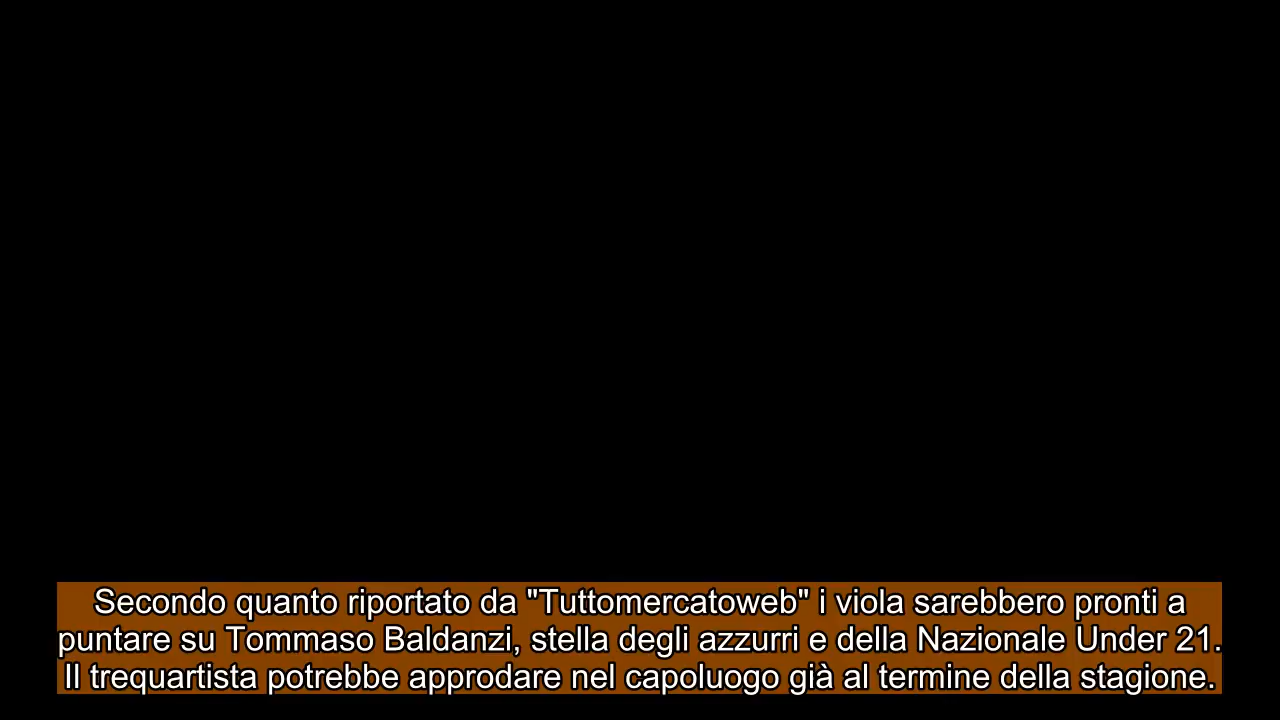 Secondo quanto riportato da "Tuttomercatoweb" i viola sarebbero pronti a
puntare su Tommaso Baldanzi, stella degli azzurri e della Nazionale Under 21.
Il trequartista potrebbe approdare nel capoluogo già al termine della stagione.